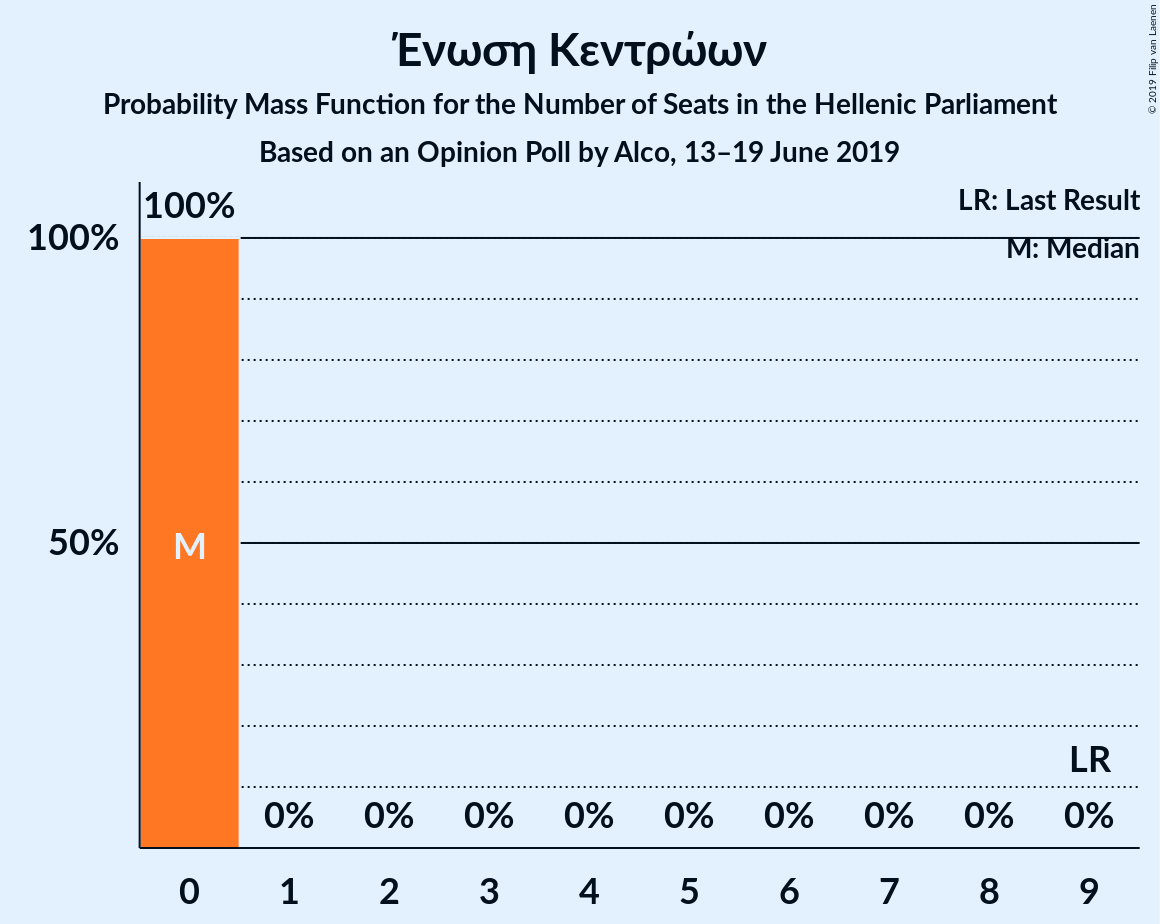 Ένωση Κεντρώων
Probability Mass Function for the Number of Seats in the Hellenic Parliament
Based on an Opinion Poll by Alco, 13–19 June 2019
© 2019 Filip van Laenen
LR: Last Result
M: Median
100%
100%
50%
M
LR
0% 0% 0% 0% 0% 0% 0% 0% 0%
0 1 2 3 4 5 6 7 8 9